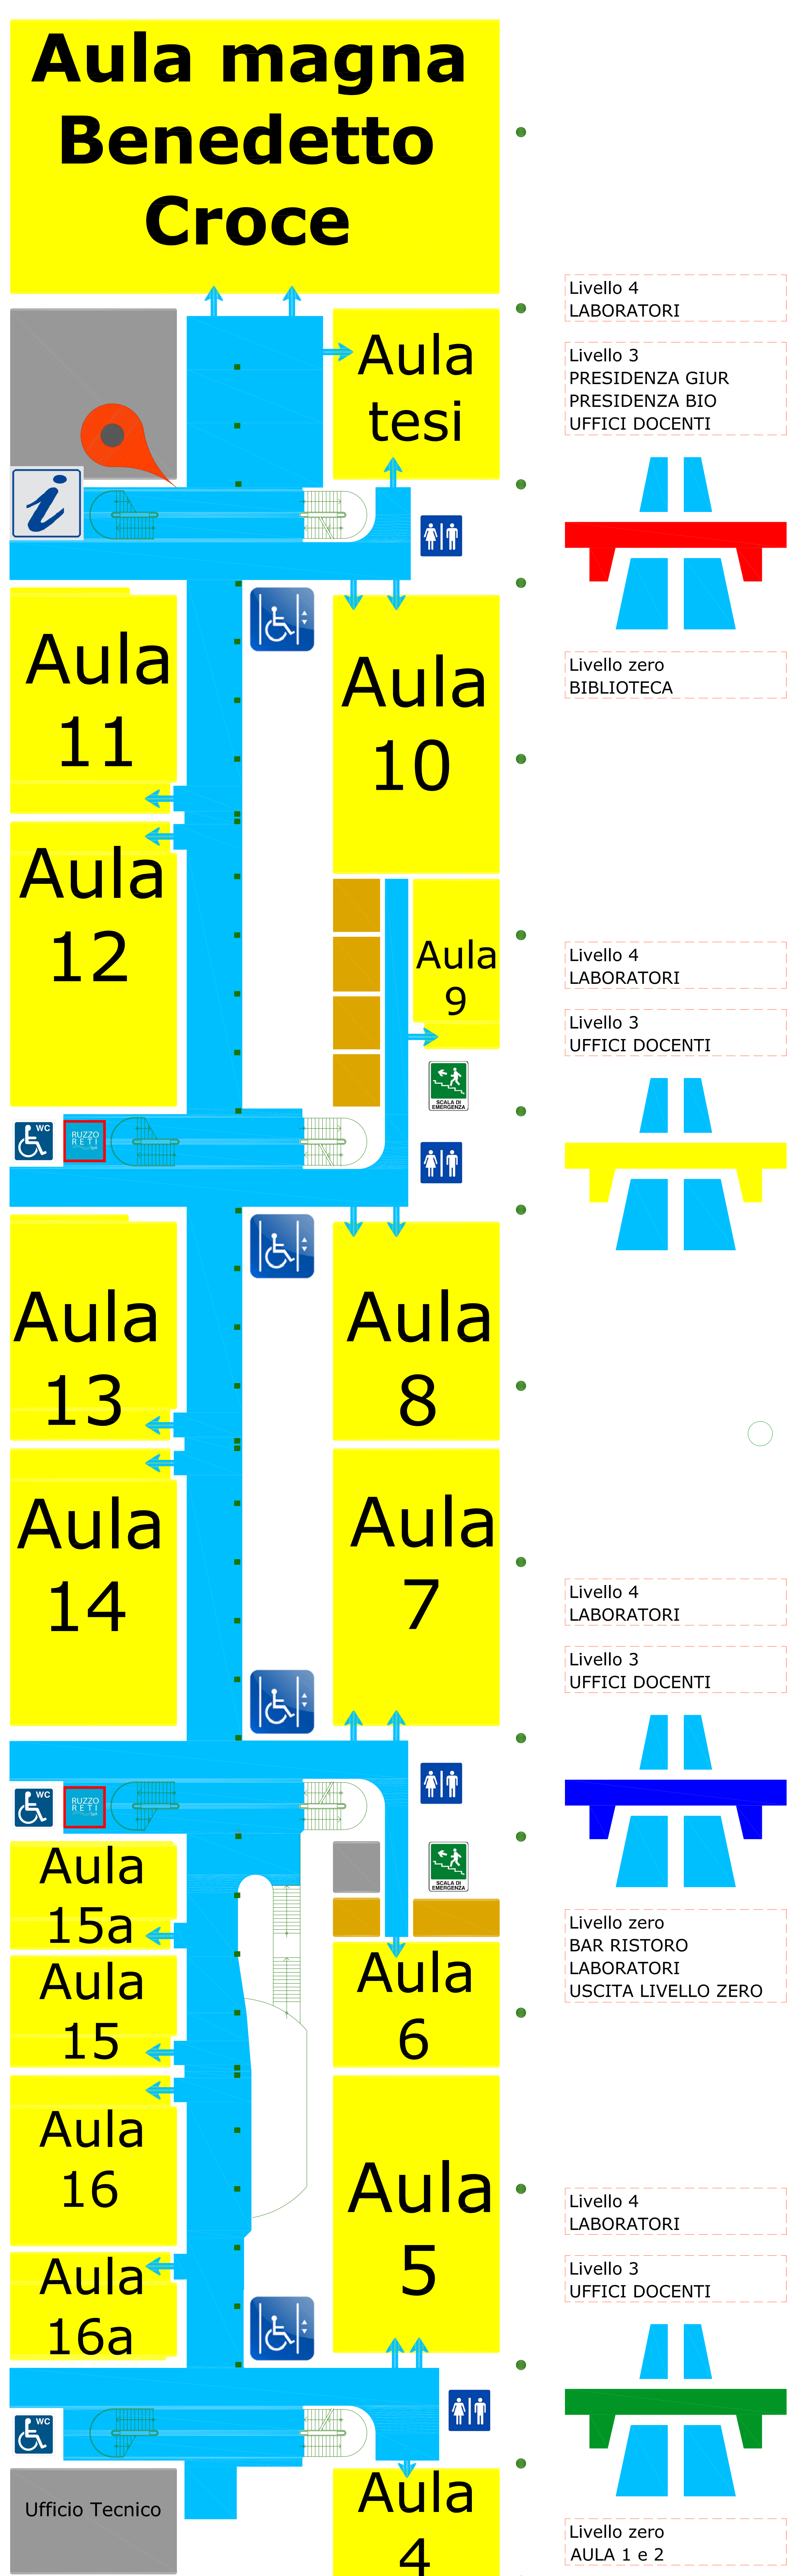 Aula magna
Benedetto
Croce
Livello 4
LABORATORI
Livello 3
PRESIDENZA GIUR
PRESIDENZA BIO
UFFICI DOCENTI
Aula
tesi
i
Livello zero
BIBLIOTECA
Aula
11
Aula
10
Aula
12
Aula
9
Livello 4
LABORATORI
Livello 3
UFFICI DOCENTI
SCALA DI
EMERGENZA
WC
RUZZO
RETI
Aula
13
Aula
8
Aula
14
Aula
7
Livello 4
LABORATORI
Livello 3
UFFICI DOCENTI
WC
RUZZO
RETI
SCALA DI
EMERGENZA
Aula
15a
Aula
15
Aula
6
Livello zero
BAR RISTORO
LABORATORI
USCITA LIVELLO ZERO
Aula
16
Aula
5
Aula
16a
Livello 4
LABORATORI
Livello 3
UFFICI DOCENTI
WC
Ufficio Tecnico
Aula
4
Livello zero
AULA 1 e 2